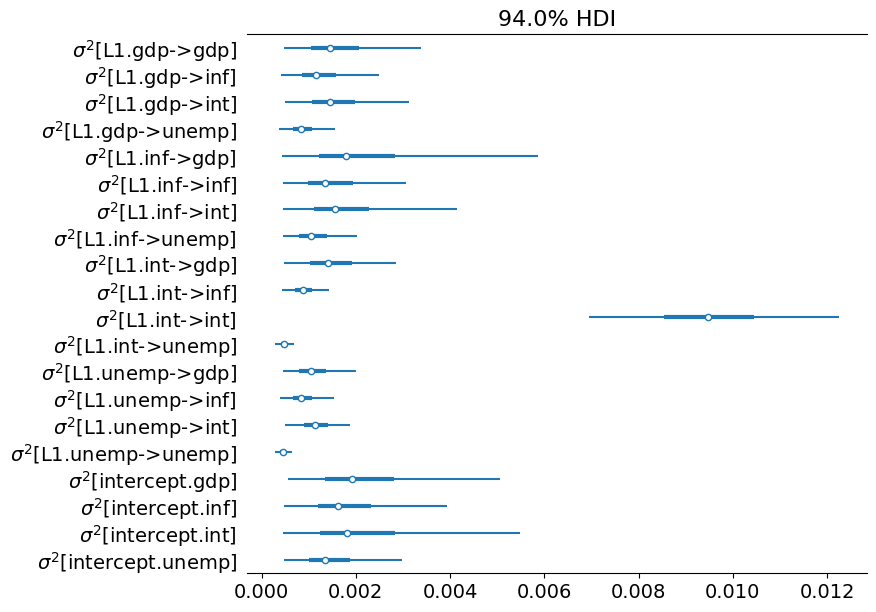 94.0% HDI
σ²[L1.gdp->gdp]
σ²[L1.gdp->inf]
σ²[L1.gdp->int]
σ²[L1.gdp->unemp]
σ²[L1.inf->gdp]
σ²[L1.inf->inf]
σ²[L1.inf->int]
σ²[L1.inf->unemp]
σ²[L1.int->gdp]
σ²[L1.int->inf]
σ²[L1.int->int]
σ²[L1.int->unemp]
σ²[L1.unemp->gdp]
σ²[L1.unemp->inf]
σ²[L1.unemp->int]
σ²[L1.unemp->unemp]
σ²[intercept.gdp]
σ²[intercept.inf]
σ²[intercept.int]
σ²[intercept.unemp]
0.000 0.002 0.004 0.006 0.008 0.010 0.012